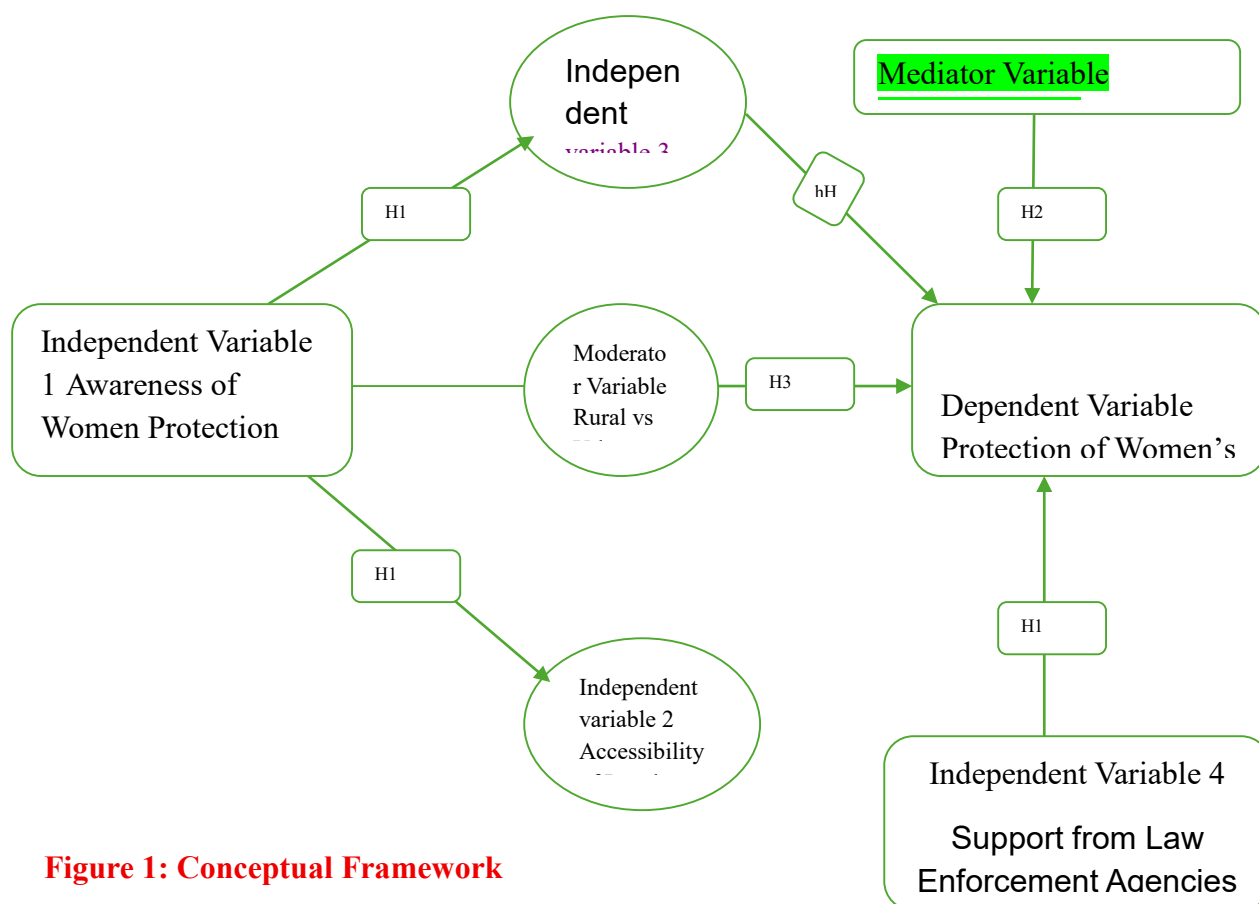 Indepen
dent
variable 3
Mediator Variable
H1
hH
H2
Independent Variable
1 Awareness of
Women Protection
Moderato
r Variable
Rural vs
H3
Dependent Variable
Protection of Women’s
H1
H1
Independent
variable 2
Accessibility
Independent Variable 4
Support from Law
Enforcement Agencies
Figure 1: Conceptual Framework